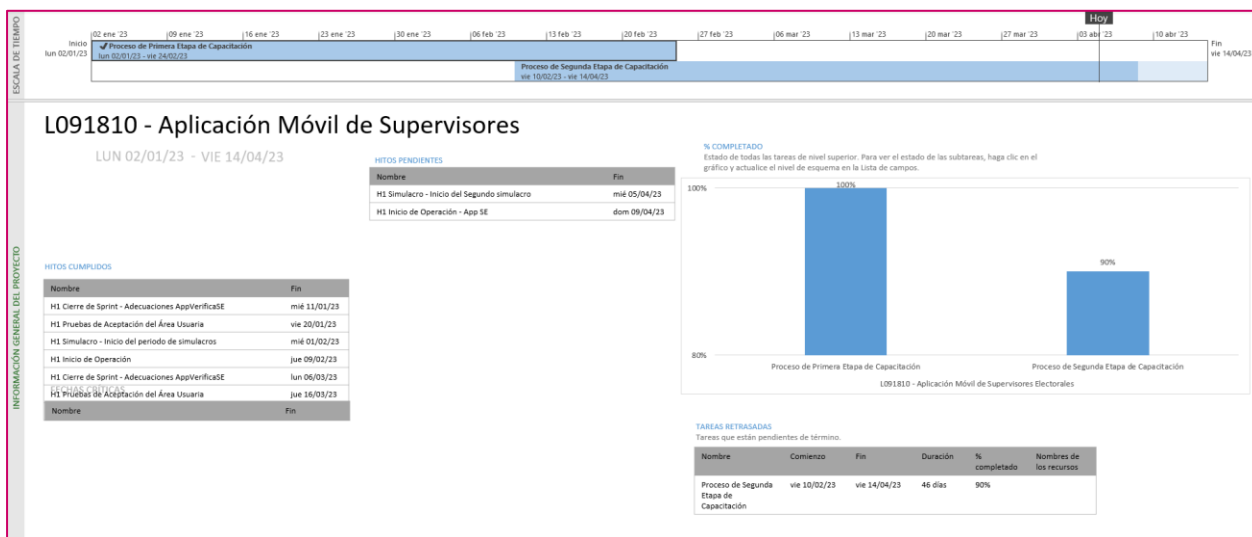 ESCALA DE TIEMPO
Hoy
02 ene '23 09 ene '23 16 ene '23 23 ene '23 30 ene '23 06 feb '23 13 feb '23 20 feb '23 27 feb '23 06 mar '23 13 mar '23 20 mar '23 27 mar '23 03 abr '23 10 abr '23
Inicio
lun 02/01/23
Proceso de Primera Etapa de Capacitación
lun 02/01/23 - vie 24/02/23
Proceso de Segunda Etapa de Capacitación
vie 10/02/23 - vie 14/04/23
Fin
vie 14/04/23
INFORMACIÓN GENERAL DEL PROYECTO
L091810 - Aplicación Móvil de Supervisores
LUN 02/01/23 - VIE 14/04/23
HITOS PENDIENTES
Nombre Fin
H1 Simulacro - Inicio del Segundo simulacro mié 05/04/23
H1 Inicio de Operación - App SE dom 09/04/23
HITOS CUMPLIDOS
Nombre Fin
H1 Cierre de Sprint - Adecuaciones AppVerificaSE mié 11/01/23
H1 Pruebas de Aceptación del Área Usuaria vie 20/01/23
H1 Simulacro - Inicio del periodo de simulacros mié 01/02/23
H1 Inicio de Operación jue 09/02/23
H1 Cierre de Sprint - Adecuaciones AppVerificaSE lun 06/03/23
FECHAS CRÍTICAS
H1 Pruebas de Aceptación del Área Usuaria jue 16/03/23
Nombre Fin
% COMPLETADO
Estado de todas las tareas de nivel superior. Para ver el estado de las subtareas, haga clic en el
gráfico y actualice el nivel de esquema en la Lista de campos.
100%
100%
90%
80%
Proceso de Primera Etapa de Capacitación Proceso de Segunda Etapa de Capacitación
L091810 - Aplicación Móvil de Supervisores Electorales
TAREAS RETRASADAS
Tareas que están pendientes de término.
Nombre Comienzo Fin Duración % completado Nombres de los recursos
Proceso de Segunda vie 10/02/23 vie 14/04/23 46 días 90%
Etapa de
Capacitación